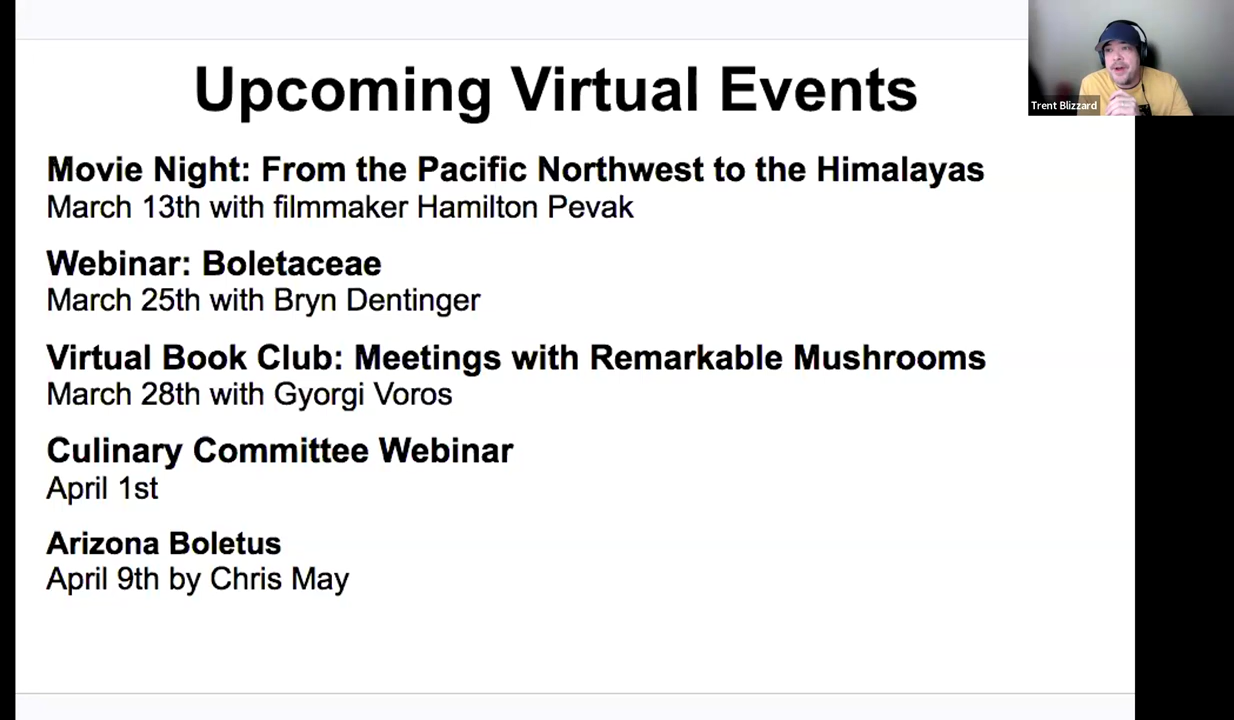 Upcoming Virtual Events
Trent Blizzard
Movie Night: From the Pacific Northwest to the Himalayas
March 13th with filmmaker Hamilton Pevak
Webinar: Boletaceae
March 25th with Bryn Dentinger
Virtual Book Club: Meetings with Remarkable Mushrooms
March 28th with Gyorgi Voros
Culinary Committee Webinar
April 1st
Arizona Boletus
April 9th by Chris May